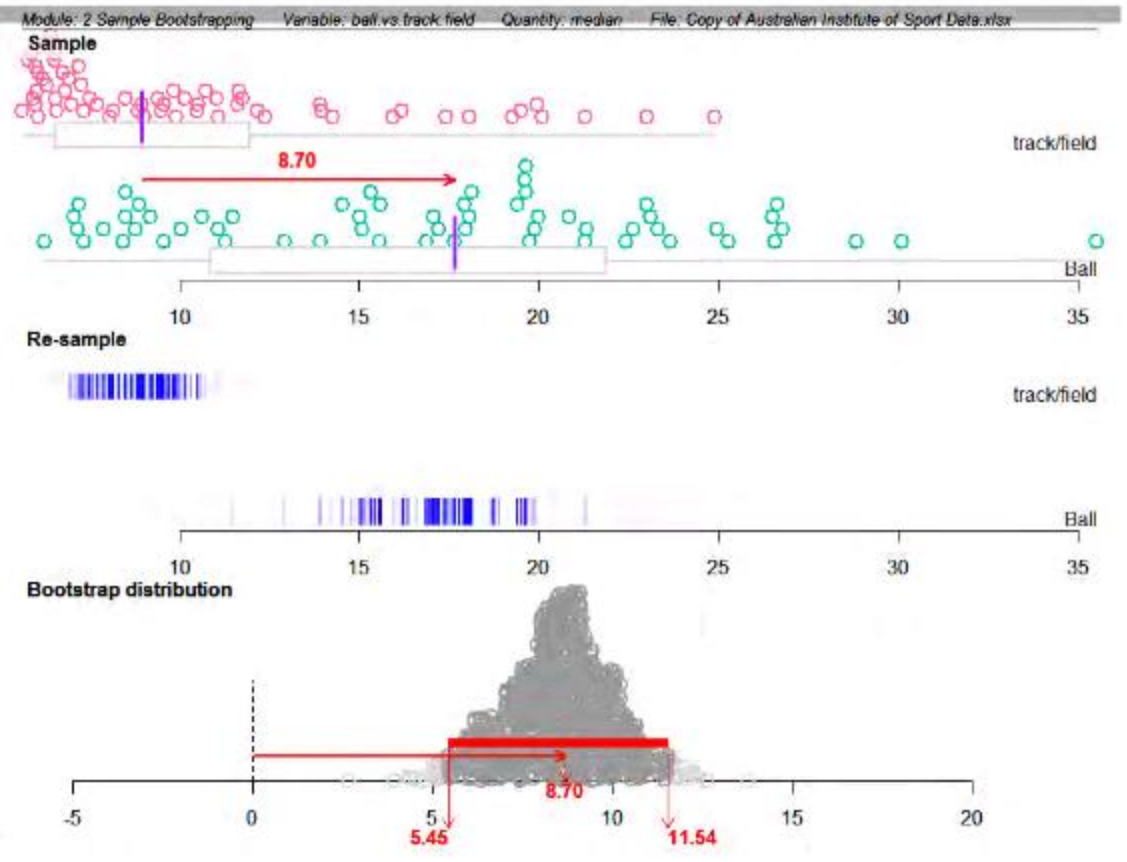 Module: 2 Sample Bootstrapping Variable: ball.vs.track.field Quantity: median File: Copy of Australian Institute of Sport Data.xlsx
Sample
track/field
8.70
Ball
10 15 20 25 30 35
Re-sample
track/field
Ball
10 15 20 25 30 35
Bootstrap distribution
8.70
-5 0 5 10 15 20
5.45 11.54